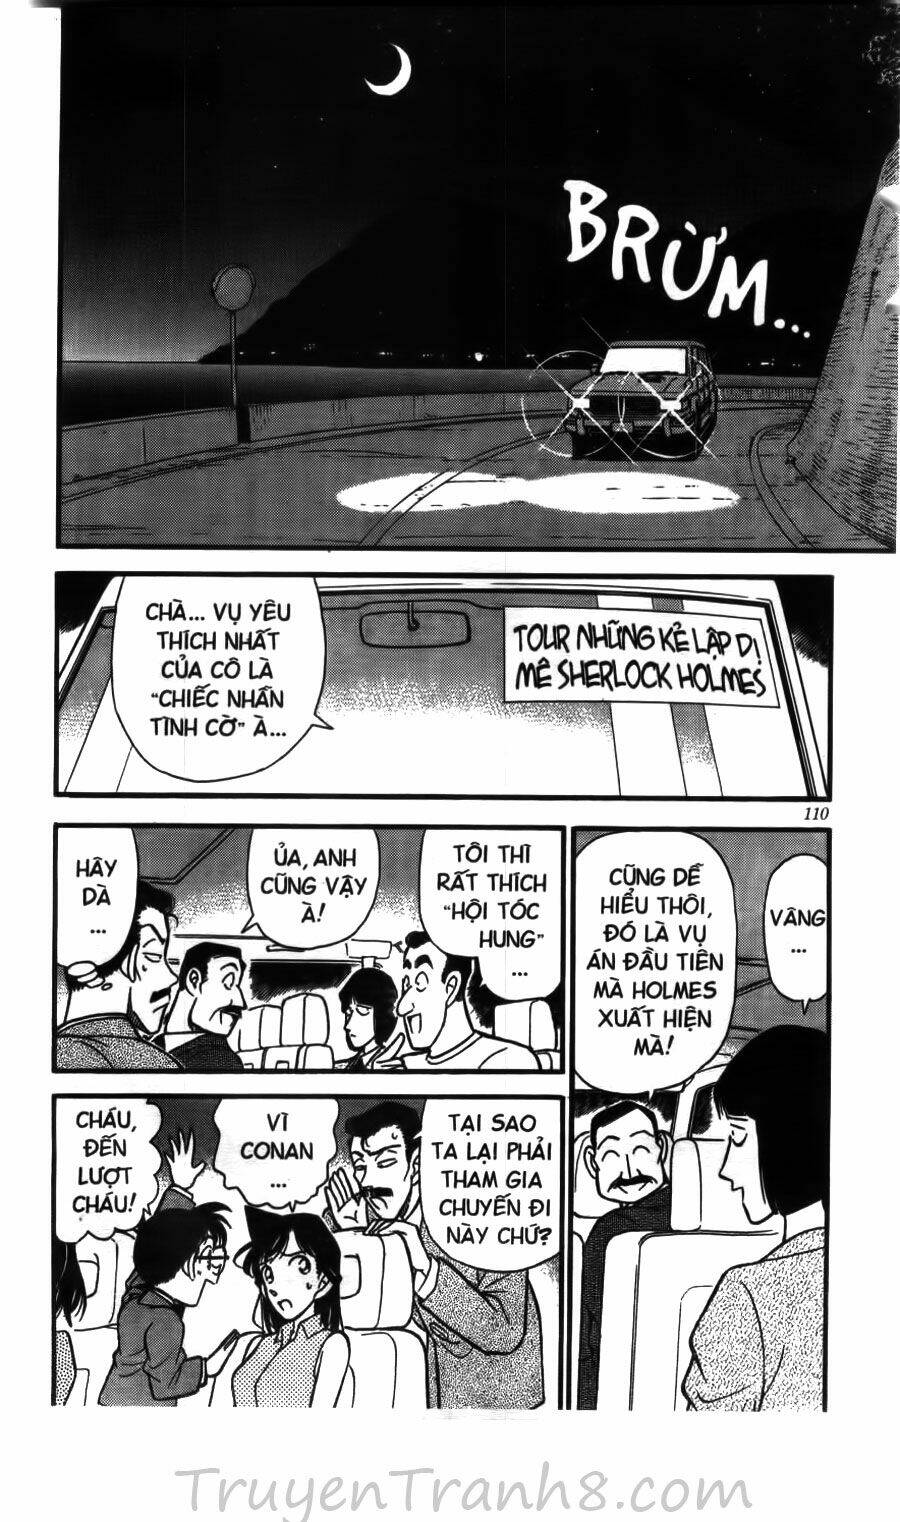 BRỪM...
CHÀ... VỤ YÊU
THÍCH NHẤT
CỦA CÔ LÀ
“CHIẾC NHẪN
TÌNH CỜ” À...
TOUR NHỮNG KẺ LẬP DỊ
MÊ SHERLOCK HOLMES
110
VÂNG
...
CŨNG DỄ
HIỂU THÔI,
ĐÓ LÀ VỤ
ÁN ĐẦU TIÊN
MÀ HOLMES
XUẤT HIỆN
MÀ!
TÔI THÌ
RẤT THÍCH
“HỘI TÓC
HUNG”
...
ỦA, ANH
CŨNG VẬY
À!
HÂY
DÀ
...
TẠI SAO
TA LẠI PHẢI
THAM GIA
CHUYẾN ĐI
NÀY CHỨ?
VÌ
CONAN
...
CHÁU,
ĐẾN
LƯỢT
CHÁU!
TruyenTranh8.com